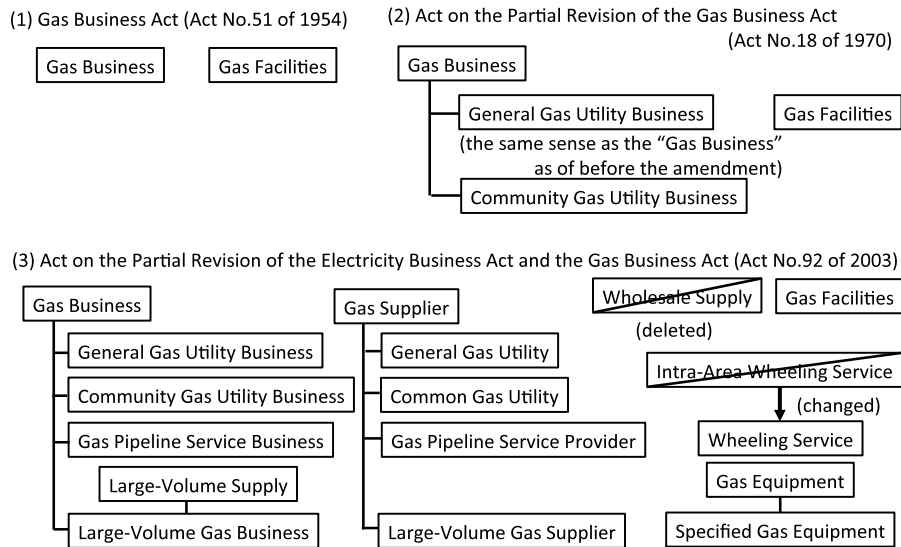 (1) Gas Business Act (Act No.51 of 1954)
Gas Business
Gas Facilities
(2) Act on the Partial Revision of the Gas Business Act
(Act No.18 of 1970)
Gas Business
General Gas Utility Business
Gas Facilities
(the same sense as the “Gas Business”
as of before the amendment)
Community Gas Utility Business
(3) Act on the Partial Revision of the Electricity Business Act and the Gas Business Act (Act No.92 of 2003)
Gas Business
General Gas Utility Business
Community Gas Utility Business
Gas Pipeline Service Business
Large-Volume Supply
Large-Volume Gas Business
Gas Supplier
General Gas Utility
Common Gas Utility
Gas Pipeline Service Provider
Large-Volume Gas Supplier
Wholesale Supply
(deleted)
Gas Facilities
Intra-Area Wheeling Service
(changed)
Wheeling Service
Gas Equipment
Specified Gas Equipment